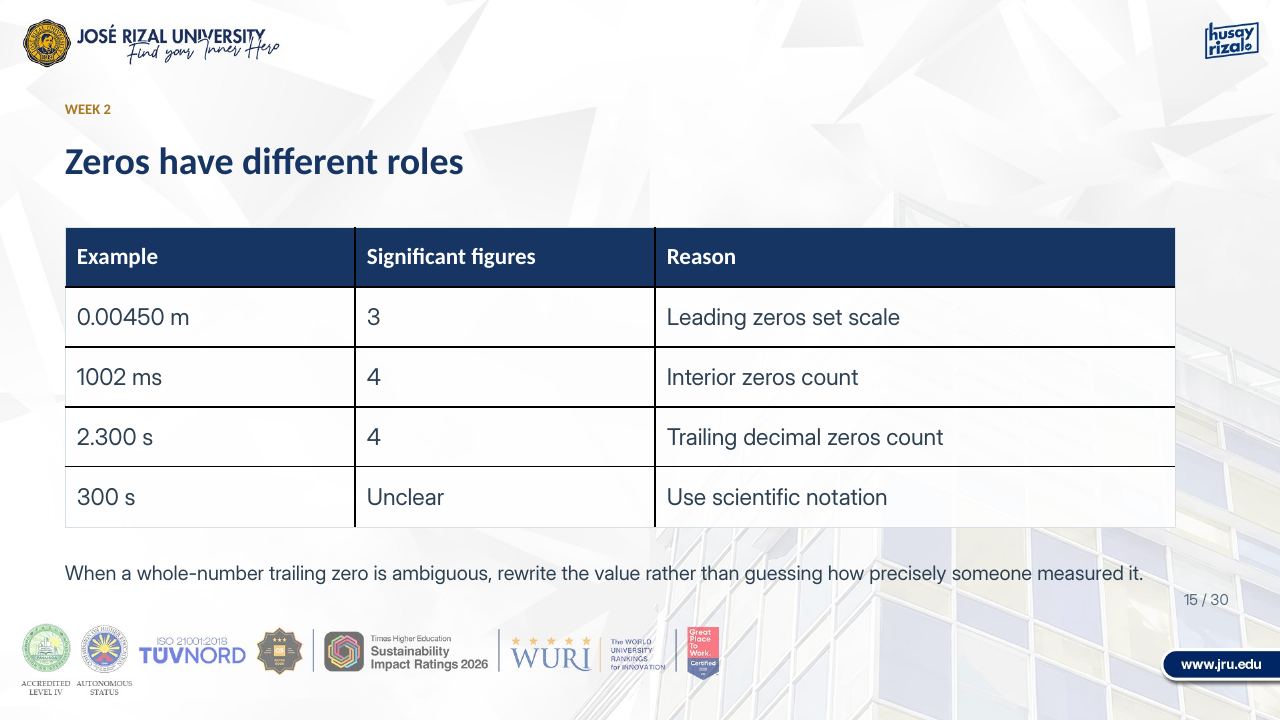 JOSÉ RIZAL UNIVERSITY
Find your Inner Hero
husay
rizal
WEEK 2
Zeros have different roles
Example Significant figures Reason
0.00450 m 3 Leading zeros set scale
1002 ms 4 Interior zeros count
2.300 s 4 Trailing decimal zeros count
300 s Unclear Use scientific notation
When a whole-number trailing zero is ambiguous, rewrite the value rather than guessing how precisely someone measured it.
15 / 30
ACCREDITED
LEVEL IV
AUTONOMOUS
STATUS
ISO 21001:2018
TÜVNORD
Times Higher Education
Sustainability
Impact Ratings 2026
WURI
The WORLD
UNIVERSITY
RANKINGS
for INNOVATION
Great
Place
To
Work.
Certified
www.jru.edu